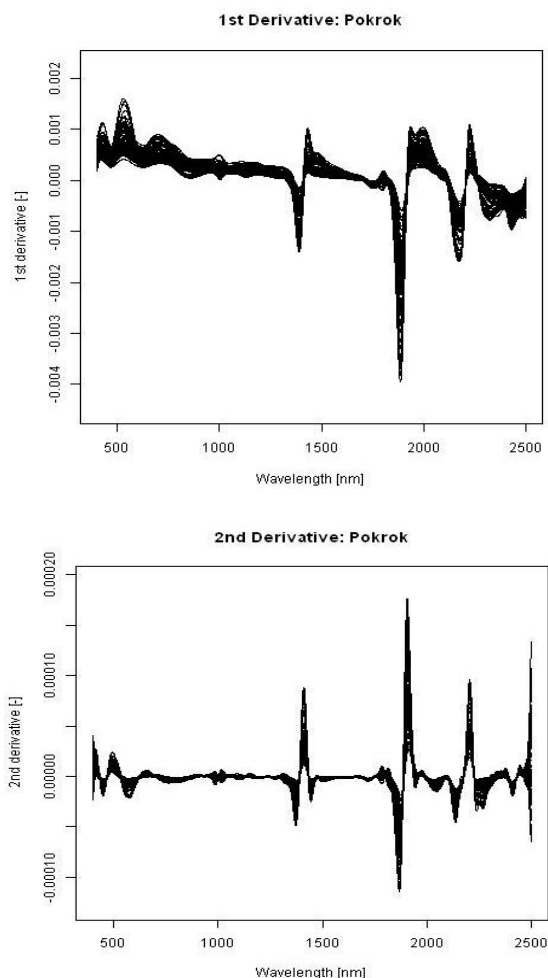 1st Derivative: Pokrok
0.002
0.001
0.000
-0.001
-0.002
-0.003
-0.004
1st derivative [-]
500 1000 1500 2000 2500
Wavelength [nm]
2nd Derivative: Pokrok
0.00020
0.00010
0.00000
-0.00010
2nd derivative [-]
500 1000 1500 2000 2500
Wavelength [nm]